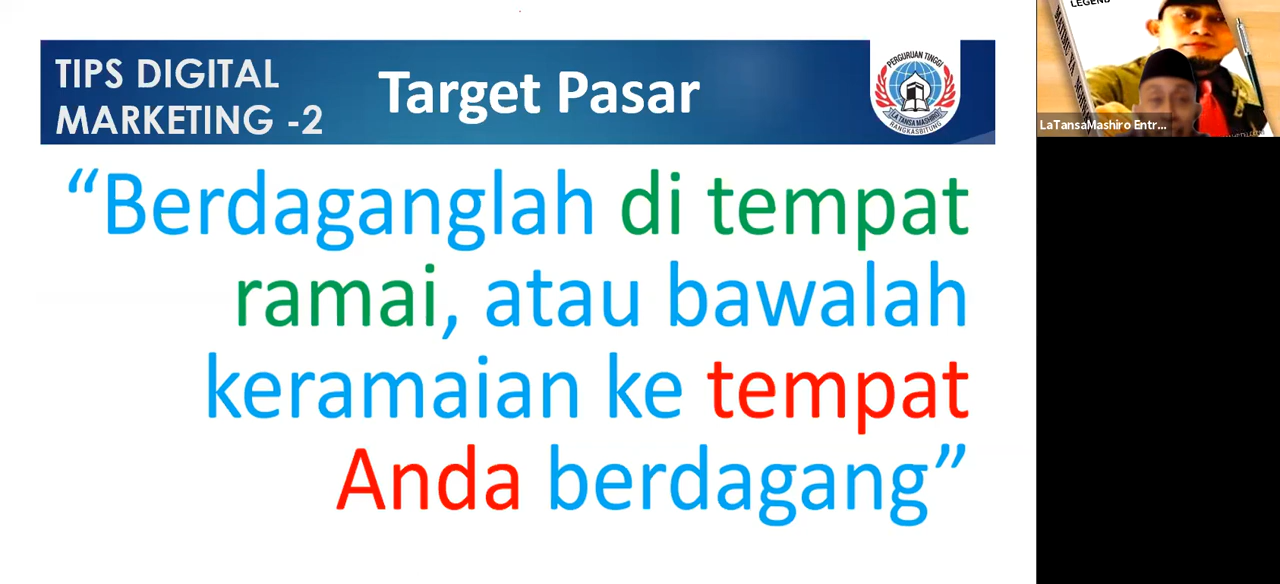 TIPS DIGITAL
MARKETING -2
Target Pasar
PERGURUAN TINGGI
LA TANSA MASHIRO
RANGKASBITUNG
“Berdaganglah di tempat
ramai, atau bawalah
keramaian ke tempat
Anda berdagang”
LEGEND
LaTansaMashiro Entr...